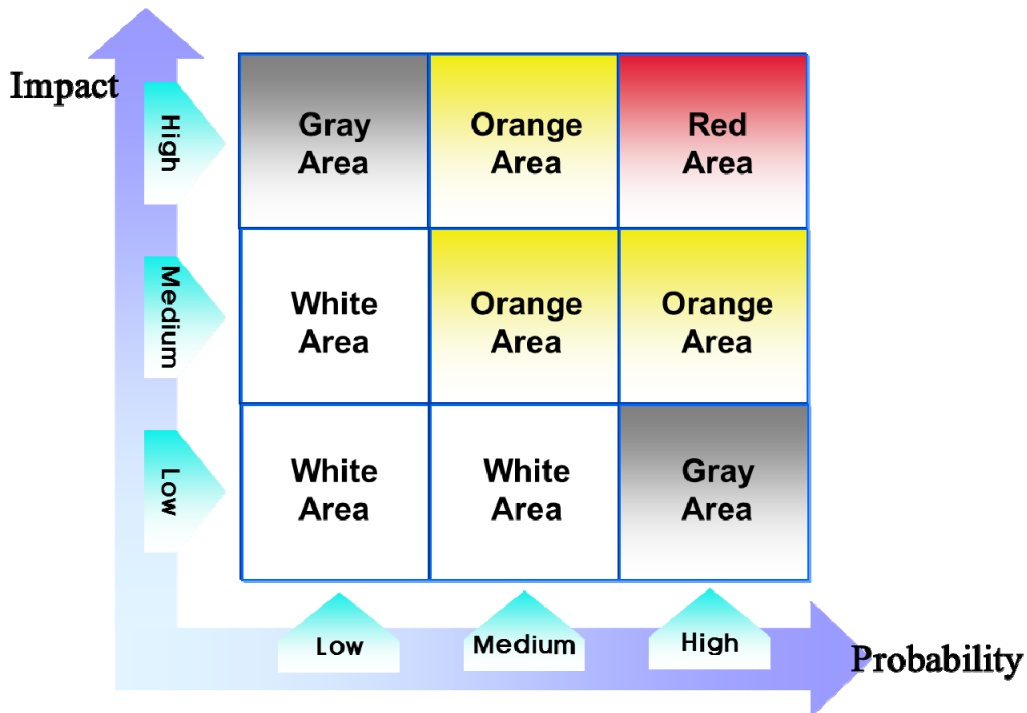 Impact
High
Gray
Area
Orange
Area
Red
Area
Medium
White
Area
Orange
Area
Orange
Area
Low
White
Area
White
Area
Gray
Area
Low
Medium
High
Probability